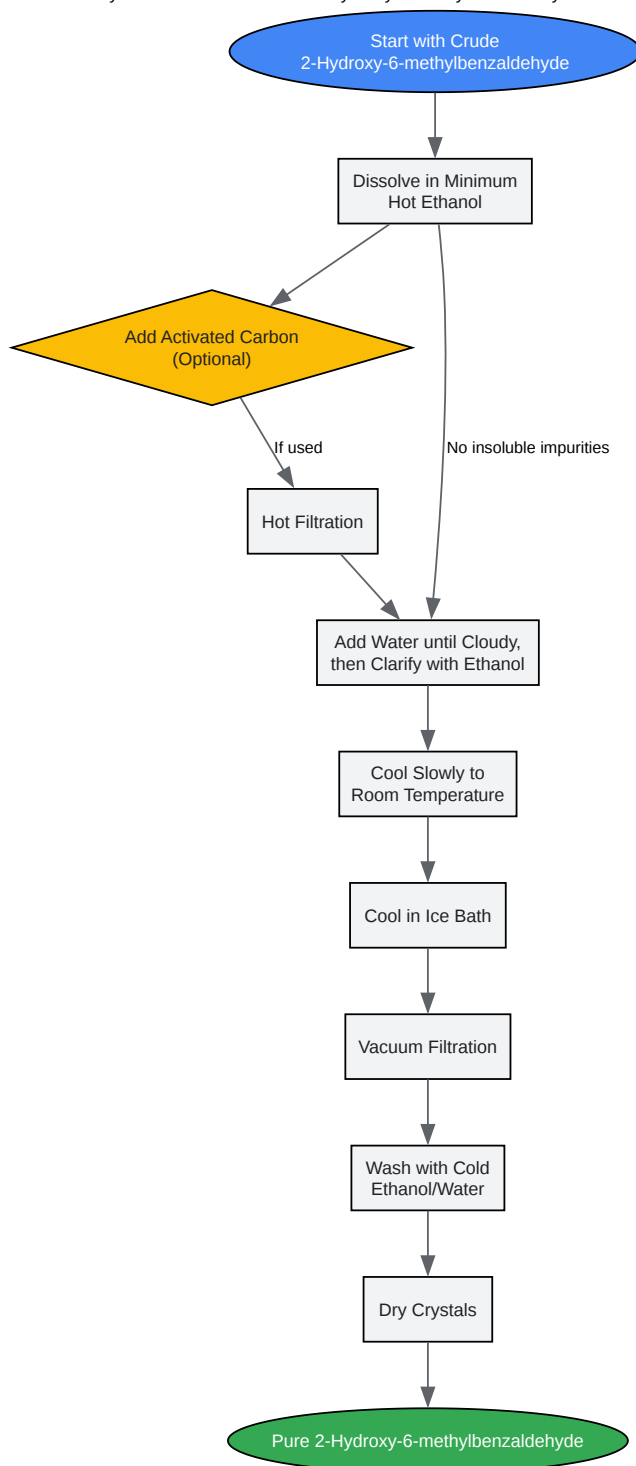 Start with Crude
2-Hydroxy-6-methylbenzaldehyde
Dissolve in Minimum
Hot Ethanol
Add Activated Carbon
(Optional)
If used
No insoluble impurities
Hot Filtration
Add Water until Cloudy,
then Clarify with Ethanol
Cool Slowly to
Room Temperature
Cool in Ice Bath
Vacuum Filtration
Wash with Cold
Ethanol/Water
Dry Crystals
Pure 2-Hydroxy-6-methylbenzaldehyde